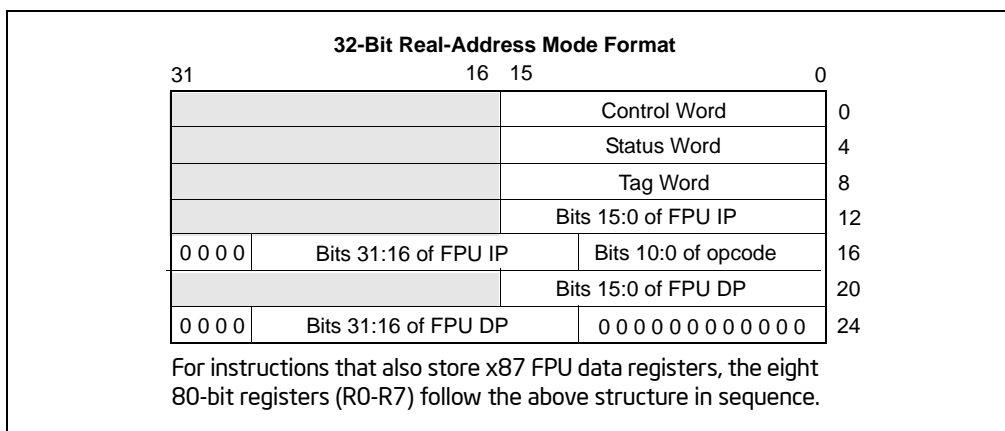 32-Bit Real-Address Mode Format
31 16 15 0
Control Word 0
Status Word 4
Tag Word 8
Bits 15:0 of FPU IP 12
0 0 0 0 Bits 31:16 of FPU IP Bits 10:0 of opcode 16
Bits 15:0 of FPU DP 20
0 0 0 0 Bits 31:16 of FPU DP 0 0 0 0 0 0 0 0 0 0 0 0 24
For instructions that also store x87 FPU data registers, the eight
80-bit registers (R0-R7) follow the above structure in sequence.